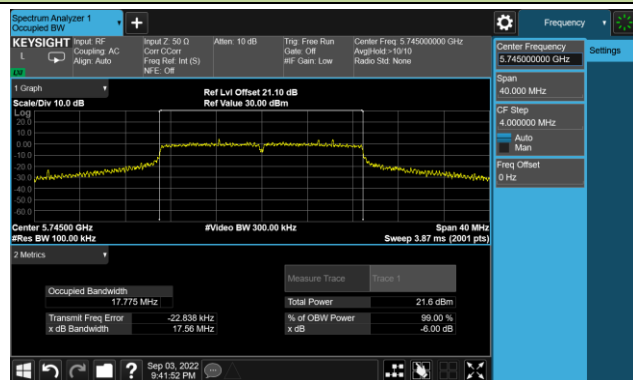 Spectrum Analyzer 1
Occupied BW
Frequency
KEYSIGHT
L
Input: RF
Coupling: AC
Align: Auto
Input Z: 50 Ω
Corr CCorr
Freq Ref: Int (S)
NFE: Off
Atten: 10 dB
Trig: Free Run
Gate: Off
#IF Gain: Low
Center Freq: 5.745000000 GHz
Avg|Hold:>10/10
Radio Std: None
Center Frequency
5.745000000 GHz
Settings
Span
40.000 MHz
CF Step
4.000000 MHz
Auto
Man
Freq Offset
0 Hz
1 Graph
Scale/Div 10.0 dB
Ref Lvl Offset 21.10 dB
Ref Value 30.00 dBm
Log
20.0
10.0
0.00
-10.0
-20.0
-30.0
-40.0
-50.0
-60.0
Center 5.74500 GHz
#Res BW 100.00 kHz
#Video BW 300.00 kHz
Span 40 MHz
Sweep 3.87 ms (2001 pts)
2 Metrics
Measure Trace
Trace 1
Occupied Bandwidth
17.775 MHz
Total Power
21.6 dBm
Transmit Freq Error
-22.838 kHz
% of OBW Power
99.00 %
x dB Bandwidth
17.56 MHz
x dB
-6.00 dB
?
Sep 03, 2022
9:41:52 PM